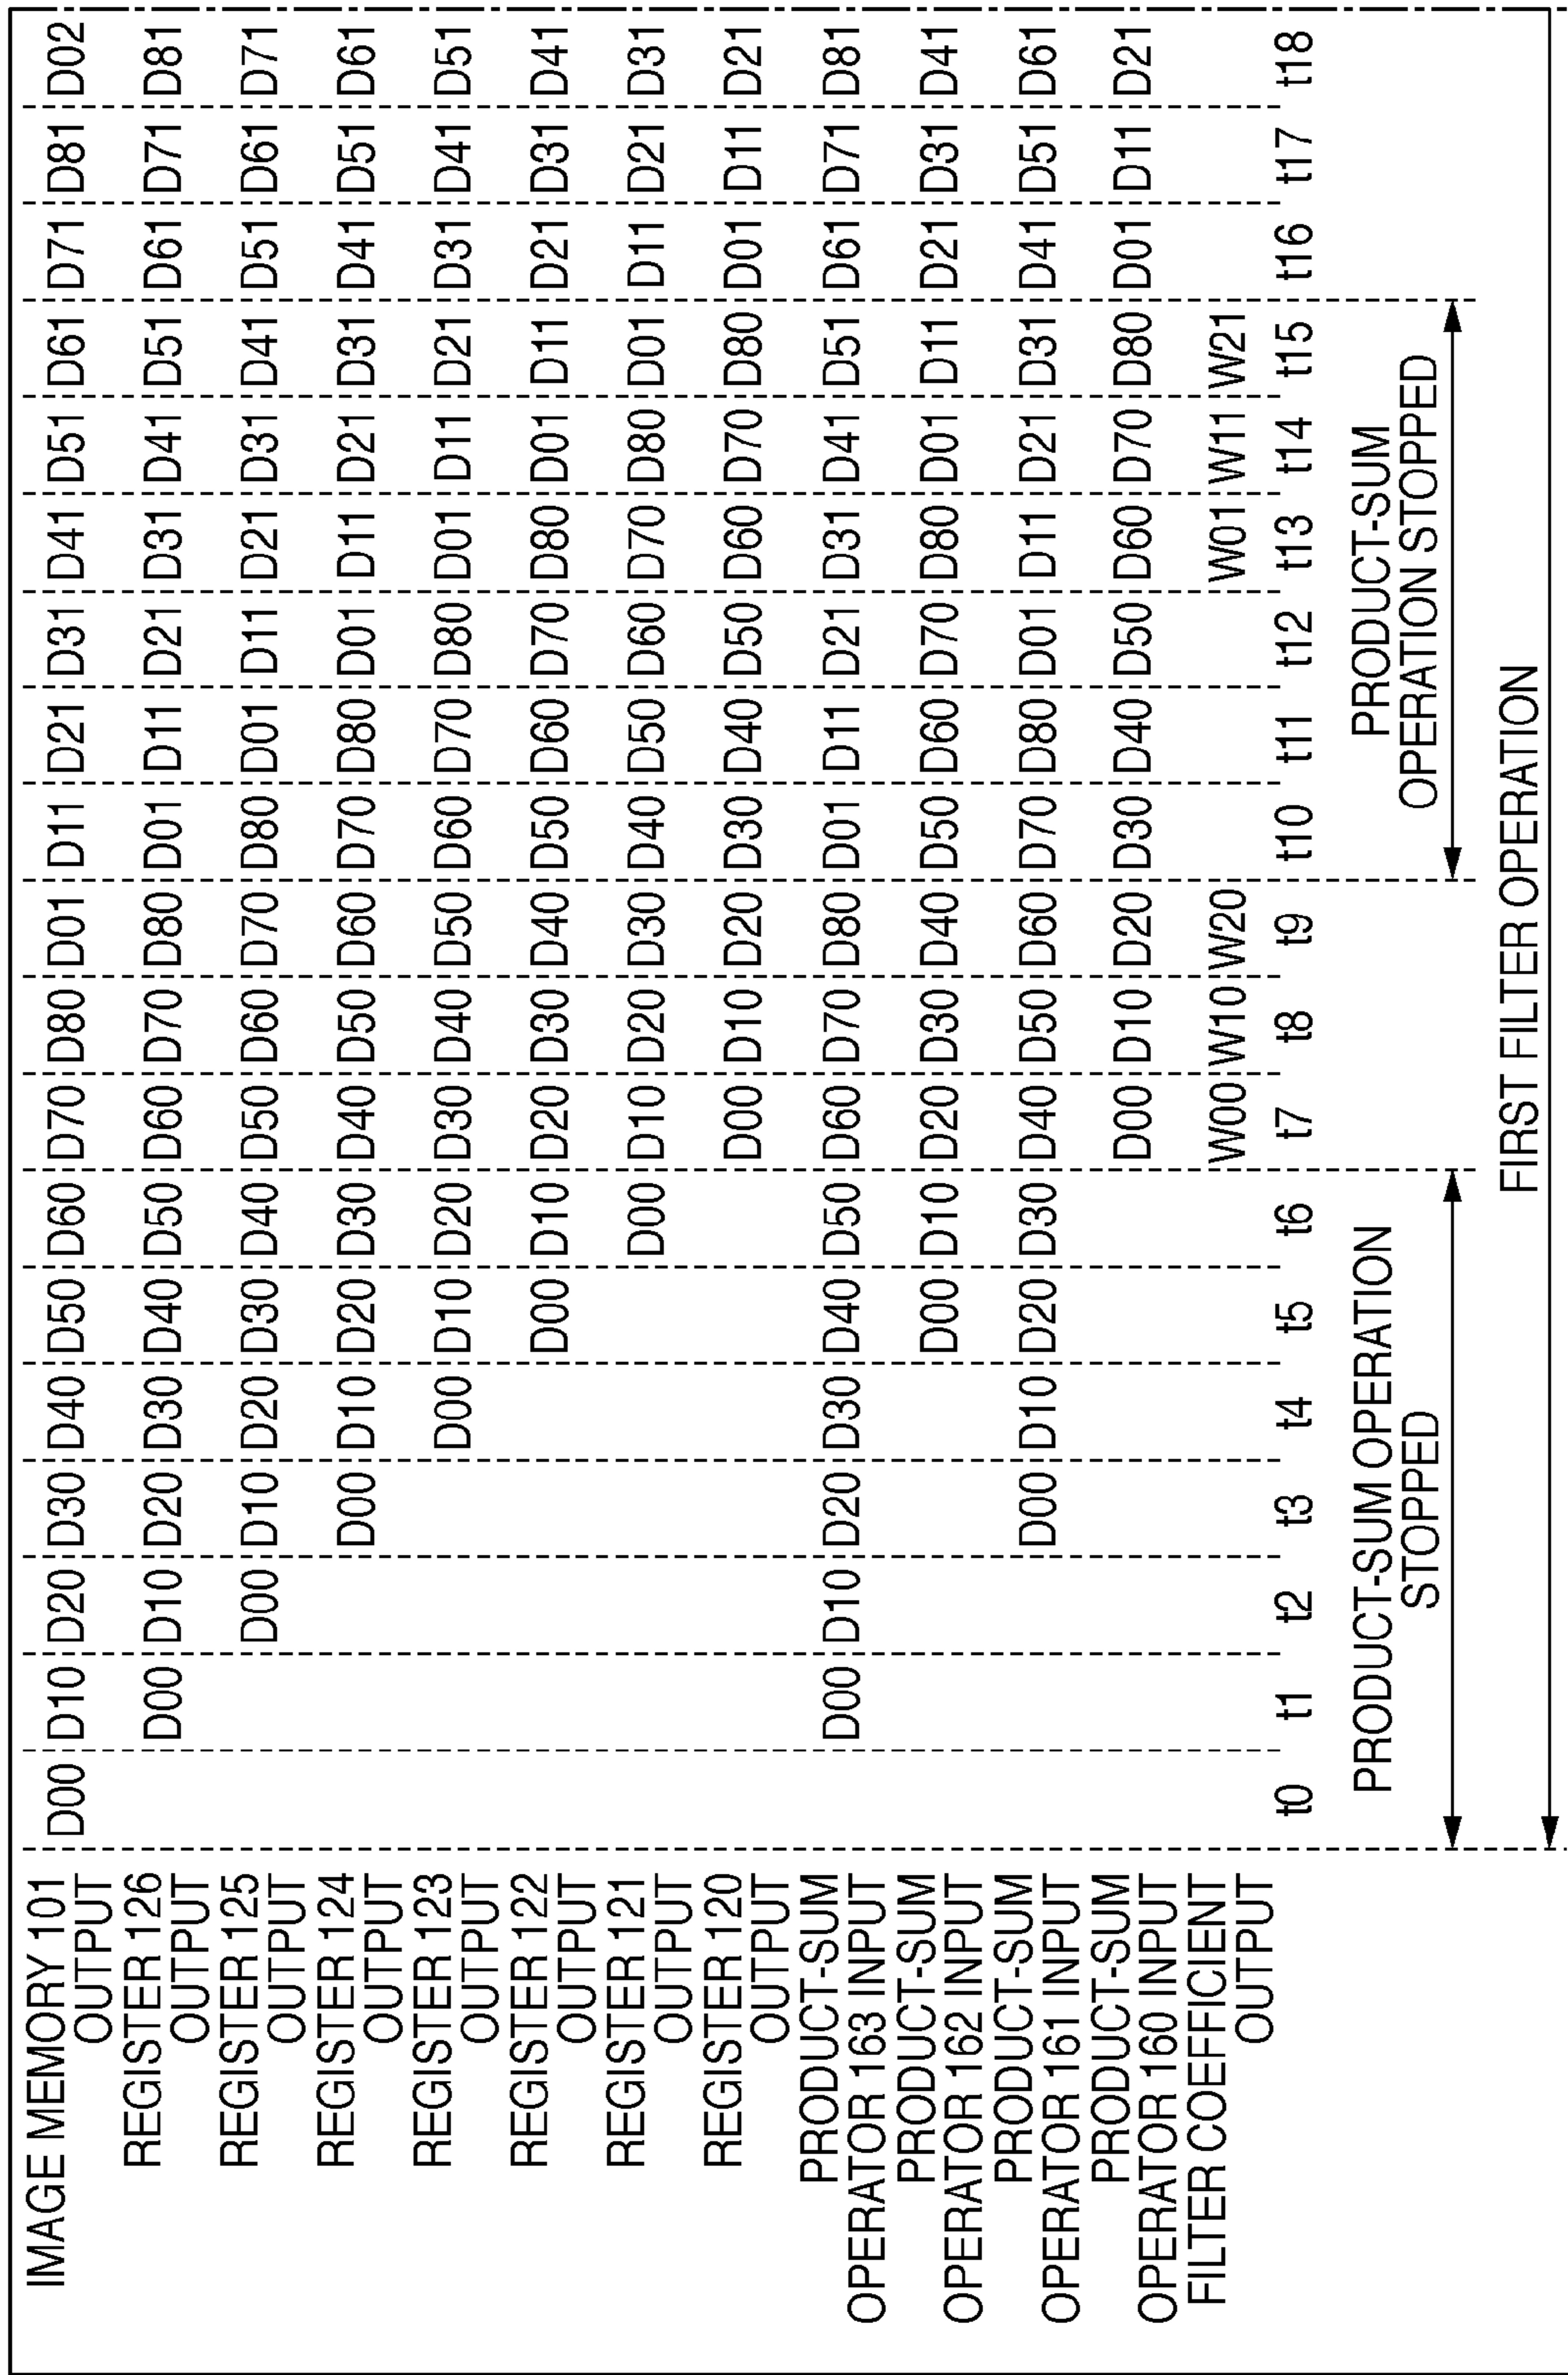 IMAGE MEMORY 101 OUTPUT D00 D10 D20 D30 D40 D50 D60 D70 D80 D01 D11 D21 D31 D41 D51 D61 D71 D81 D02
REGISTER 126 OUTPUT D00 D10 D20 D30 D40 D50 D60 D70 D80 D01 D11 D21 D31 D41 D51 D61 D71 D81
REGISTER 125 OUTPUT D00 D10 D20 D30 D40 D50 D60 D70 D80 D01 D11 D21 D31 D41 D51 D61 D71
REGISTER 124 OUTPUT D00 D10 D20 D30 D40 D50 D60 D70 D80 D01 D11 D21 D31 D41 D51 D61
REGISTER 123 OUTPUT D00 D10 D20 D30 D40 D50 D60 D70 D80 D01 D11 D21 D31 D41 D51
REGISTER 122 OUTPUT D00 D10 D20 D30 D40 D50 D60 D70 D80 D01 D11 D21 D31 D41
REGISTER 121 OUTPUT D00 D10 D20 D30 D40 D50 D60 D70 D80 D01 D11 D21 D31
REGISTER 120 OUTPUT D00 D10 D20 D30 D40 D50 D60 D70 D80 D01 D11 D21
PRODUCT-SUM OPERATOR 163 INPUT D00 D10 D20 D30 D40 D50 D60 D70 D80 D01 D11 D21 D31 D41 D51 D61 D71 D81
PRODUCT-SUM OPERATOR 162 INPUT D00 D10 D20 D30 D40 D50 D60 D70 D80 D01 D11 D21 D31 D41
PRODUCT-SUM OPERATOR 161 INPUT D00 D10 D20 D30 D40 D50 D60 D70 D80 D01 D11 D21 D31 D41 D51 D61
PRODUCT-SUM OPERATOR 160 INPUT D00 D10 D20 D30 D40 D50 D60 D70 D80 D01 D11 D21
FILTER COEFFICIENT OUTPUT W00 W10 W20 W01 W11 W21
t0 t1 t2 t3 t4 t5 t6 t7 t8 t9 t10 t11 t12 t13 t14 t15 t16 t17 t18
PRODUCT-SUM OPERATION
STOPPED
PRODUCT-SUM
OPERATION STOPPED
FIRST FILTER OPERATION